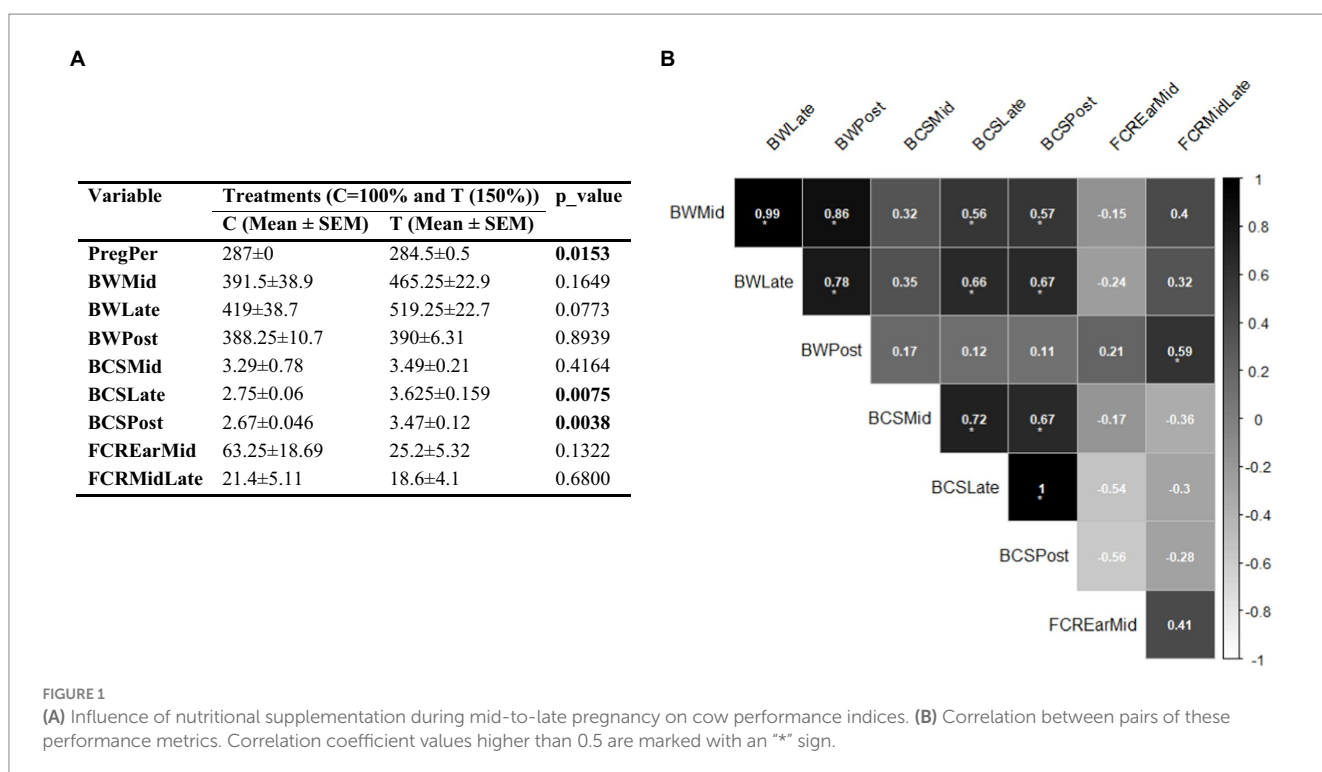 A
Variable Treatments (C=100% and T (150%)) p_value
C (Mean ± SEM) T (Mean ± SEM)
PregPer 287±0 284.5±0.5 0.0153
BWMid 391.5±38.9 465.25±22.9 0.1649
BWLate 419±38.7 519.25±22.7 0.0773
BWPost 388.25±10.7 390±6.31 0.8939
BCSMid 3.29±0.78 3.49±0.21 0.4164
BCSLate 2.75±0.06 3.625±0.159 0.0075
BCSPost 2.67±0.046 3.47±0.12 0.0038
FCREarMid 63.25±18.69 25.2±5.32 0.1322
FCRMidLate 21.4±5.11 18.6±4.1 0.6800
B
BWLate BWPost BCSMid BCSLate BCSPost FCREarMid FCRMidLate
BWMid 0.99 * 0.86 * 0.32 0.56 * 0.57 * -0.15 0.4
BWLate 0.78 * 0.35 0.66 * 0.67 * -0.24 0.32
BWPost 0.17 0.12 0.11 0.21 0.59 *
BCSMid 0.72 * 0.67 * -0.17 -0.36
BCSLate 1 * -0.54 -0.3
BCSPost -0.56 -0.28
FCREarMid 0.41
1
0.8
0.6
0.4
0.2
0
-0.2
-0.4
-0.6
-0.8
-1
FIGURE 1
(A) Influence of nutritional supplementation during mid-to-late pregnancy on cow performance indices. (B) Correlation between pairs of these
performance metrics. Correlation coefficient values higher than 0.5 are marked with an “*” sign.